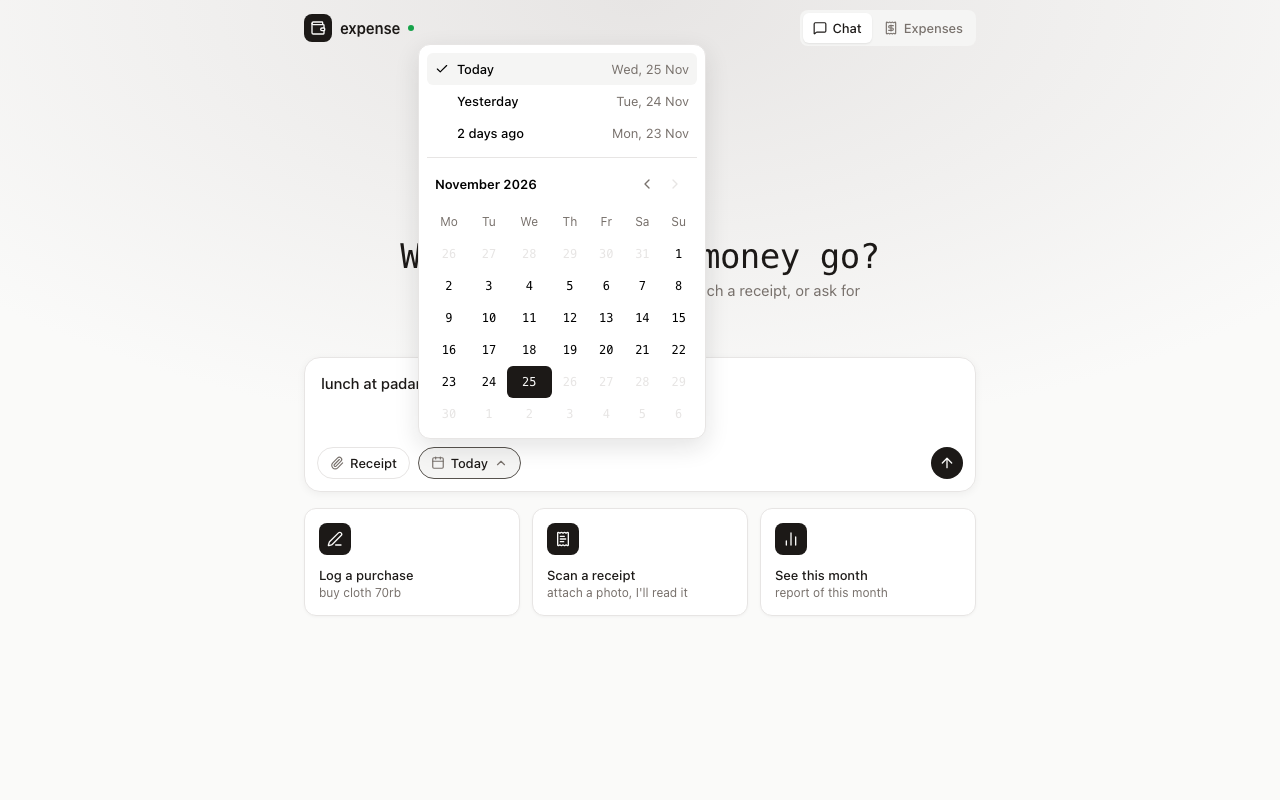 expense
Chat
Expenses
Today Wed, 25 Nov
Yesterday Tue, 24 Nov
2 days ago Mon, 23 Nov
November 2026
Mo Tu We Th Fr Sa Su
26 27 28 29 30 31 1
2 3 4 5 6 7 8
9 10 11 12 13 14 15
16 17 18 19 20 21 22
23 24 25 26 27 28 29
30 1 2 3 4 5 6
money go?
a receipt, or ask for
lunch at
Receipt
Today
Log a purchase
buy cloth 70rb
Scan a receipt
attach a photo, I'll read it
See this month
report of this month